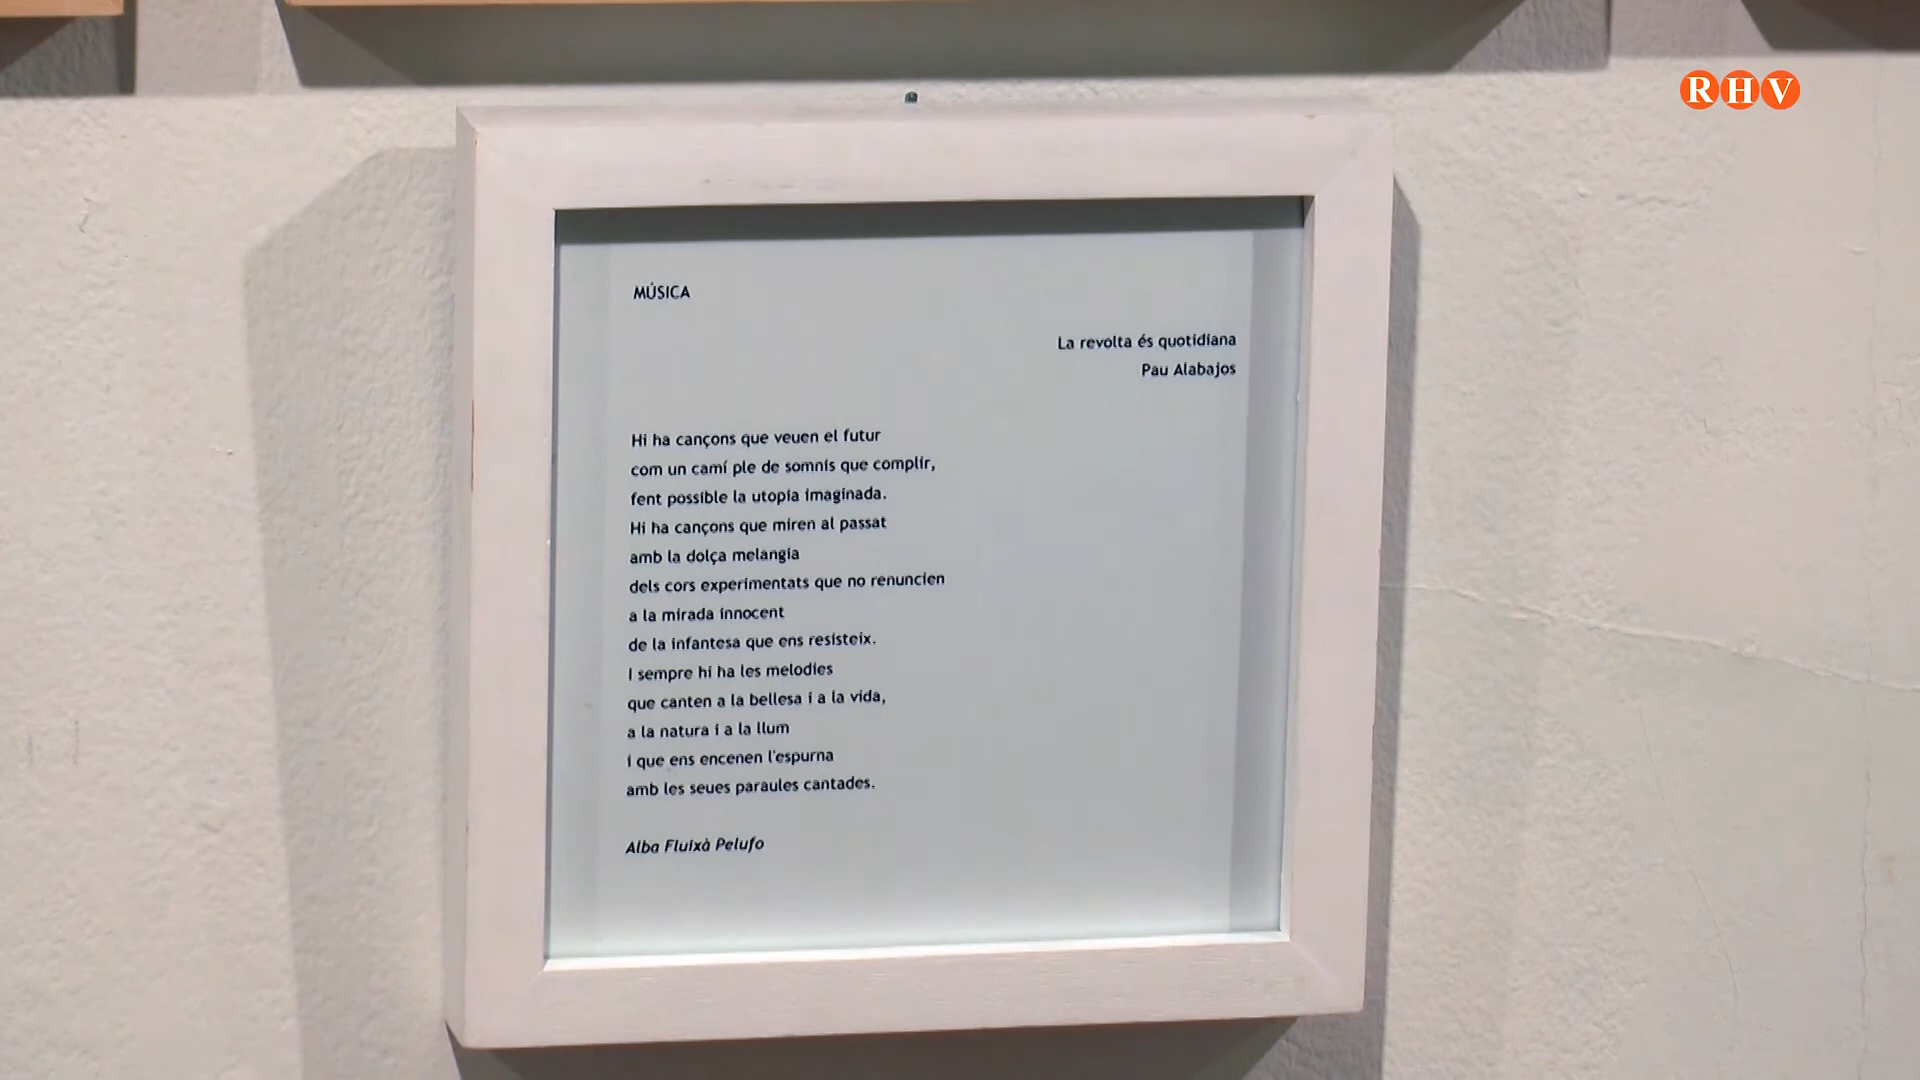 RHV
MÚSICA
La revolta és quotidiana
Pau Alabajos
Hi ha cançons que veuen el futur
com un camí ple de somnis que complir,
fent possible la utopia imaginada.
Hi ha cançons que miren al passat
amb la dolça melangia
dels cors experimentats que no renuncien
a la mirada innocent
de la infantesa que ens resisteix.
I sempre hi ha les melodies
que canten a la bellesa i a la vida,
a la natura i a la llum
i que ens encenen l'espurna
amb les seues paraules cantades.
Alba Fluixà Pelufo